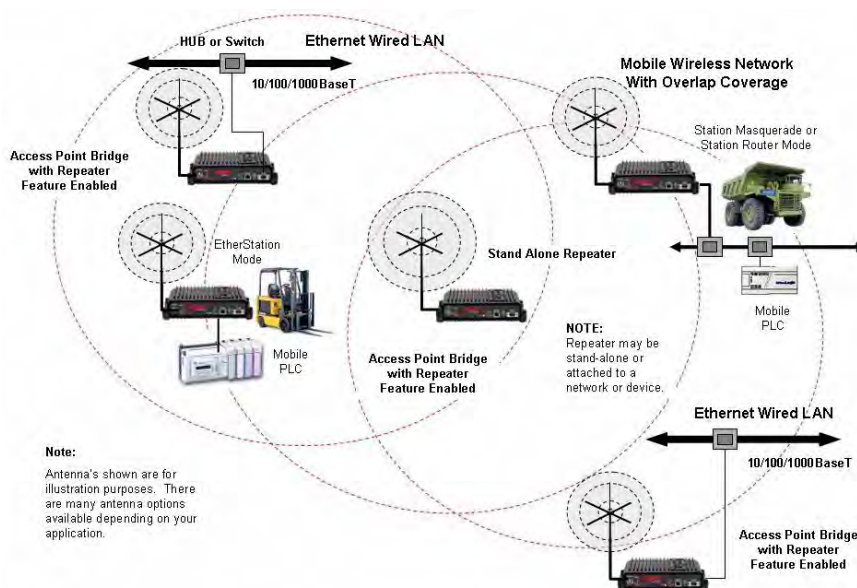 HUB or Switch
Ethernet Wired LAN
10/100/1000BaseT
Access Point Bridge
with Repeater
Feature Enabled
Mobile Wireless Network
With Overlap Coverage
Station Masquerade or
Station Router Mode
Mobile
PLC
EtherStation
Mode
Mobile
PLC
Stand Alone Repeater
Access Point Bridge
with Repeater
Feature Enabled
NOTE:
Repeater may be
stand-alone or
attached to a
network or device.
Ethernet Wired LAN
10/100/1000BaseT
Access Point Bridge
with Repeater
Feature Enabled
Note:
Antenna's shown are for
illustration purposes. There
are many antenna options
available depending on your
application.